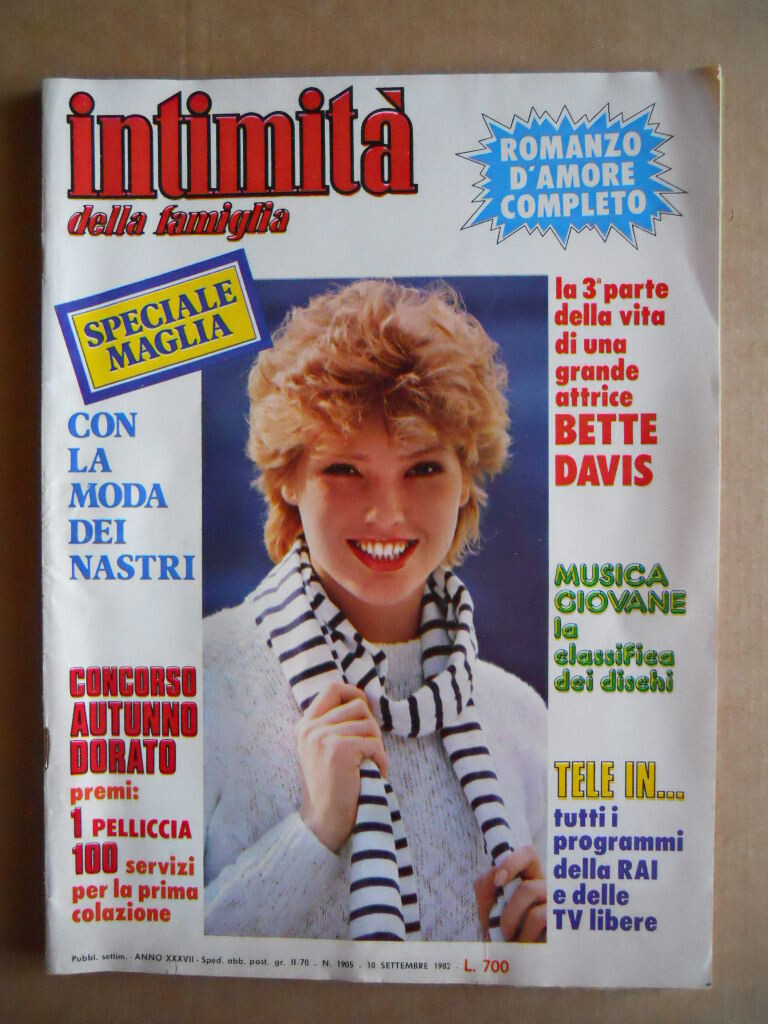 intimità
della famiglia
ROMANZO
D'AMORE
COMPLETO
SPECIALE
MAGLIA
CON
LA
MODA
DEI
NASTRI
la 3ª parte
della vita
di una
grande
attrice
BETTE
DAVIS
MUSICA
GIOVANE
la
classifica
dei dischi
CONCORSO
AUTUNNO
DORATO
premi:
1 PELLICCIA
100 servizi
per la prima
colazione
TELE IN...
tutti i
programmi
della RAI
e delle
TV libere
Pubbl. settim. - ANNO XXXVII - Sped. abb. post. gr. II/70 - N. 1905 - 10 SETTEMBRE 1982 - L. 700